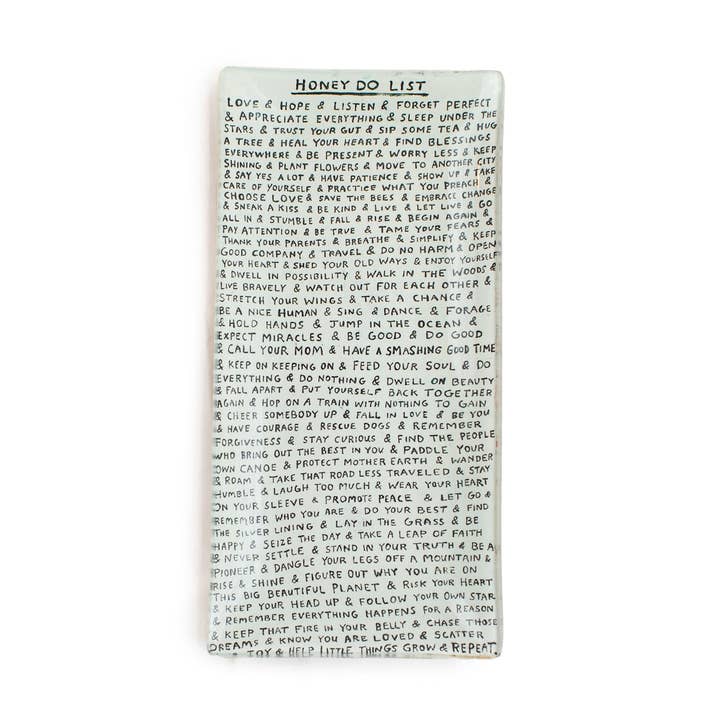 HONEY DO LIST
LOVE & HOPE & LISTEN & FORGET PERFECT
& APPRECIATE EVERYTHING & SLEEP UNDER THE
STARS & TRUST YOUR GUT & SIP SOME TEA & HUG
A TREE & HEAL YOUR HEART & FIND BLESSINGS
EVERYWHERE & BE PRESENT & WORRY LESS & KEEP
SHINING & PLANT FLOWERS & MOVE TO ANOTHER CITY
& SAY YES A LOT & HAVE PATIENCE & SHOW UP & TAKE
CARE OF YOURSELF & PRACTICE WHAT YOU PREACH &
CHOOSE LOVE & SAVE THE BEES & EMBRACE CHANGE
& SNEAK A KISS & BE KIND & LIVE & LET LIVE & GO
ALL IN & STUMBLE & FALL & RISE & BEGIN AGAIN &
PAY ATTENTION & BE TRUE & TAME YOUR FEARS &
THANK YOUR PARENTS & BREATHE & SIMPLIFY & KEEP
GOOD COMPANY & TRAVEL & DO NO HARM & OPEN
YOUR HEART & SHED YOUR OLD WAYS & ENJOY YOURSELF
& DWELL IN POSSIBILITY & WALK IN THE WOODS &
LIVE BRAVELY & WATCH OUT FOR EACH OTHER &
STRETCH YOUR WINGS & TAKE A CHANCE &
BE A NICE HUMAN & SING & DANCE & FORAGE
& HOLD HANDS & JUMP IN THE OCEAN &
EXPECT MIRACLES & BE GOOD & DO GOOD
& CALL YOUR MOM & HAVE A SMASHING GOOD TIME
& KEEP ON KEEPING ON & FEED YOUR SOUL & DO
EVERYTHING & DO NOTHING & DWELL ON BEAUTY
& FALL APART & PUT YOURSELF BACK TOGETHER
AGAIN & HOP ON A TRAIN WITH NOTHING TO GAIN
& CHEER SOMEBODY UP & FALL IN LOVE & BE YOU
& HAVE COURAGE & RESCUE DOGS & REMEMBER
FORGIVENESS & STAY CURIOUS & FIND THE PEOPLE
WHO BRING OUT THE BEST IN YOU & PADDLE YOUR
OWN CANOE & PROTECT MOTHER EARTH & WANDER
& ROAM & TAKE THAT ROAD LESS TRAVELED & STAY
HUMBLE & LAUGH TOO MUCH & WEAR YOUR HEART
ON YOUR SLEEVE & PROMOTE PEACE & LET GO &
REMEMBER WHO YOU ARE & DO YOUR BEST & FIND
THE SILVER LINING & LAY IN THE GRASS & BE
HAPPY & SEIZE THE DAY & TAKE A LEAP OF FAITH
& NEVER SETTLE & STAND IN YOUR TRUTH & BE A
PIONEER & DANGLE YOUR LEGS OFF A MOUNTAIN &
RISE & SHINE & FIGURE OUT WHY YOU ARE ON
THIS BIG BEAUTIFUL PLANET & RISK YOUR HEART
& KEEP YOUR HEAD UP & FOLLOW YOUR OWN STAR
& REMEMBER EVERYTHING HAPPENS FOR A REASON
& KEEP THAT FIRE IN YOUR BELLY & CHASE THOSE
DREAMS & KNOW YOU ARE LOVED & SCATTER
JOY & HELP LITTLE THINGS GROW & REPEAT.